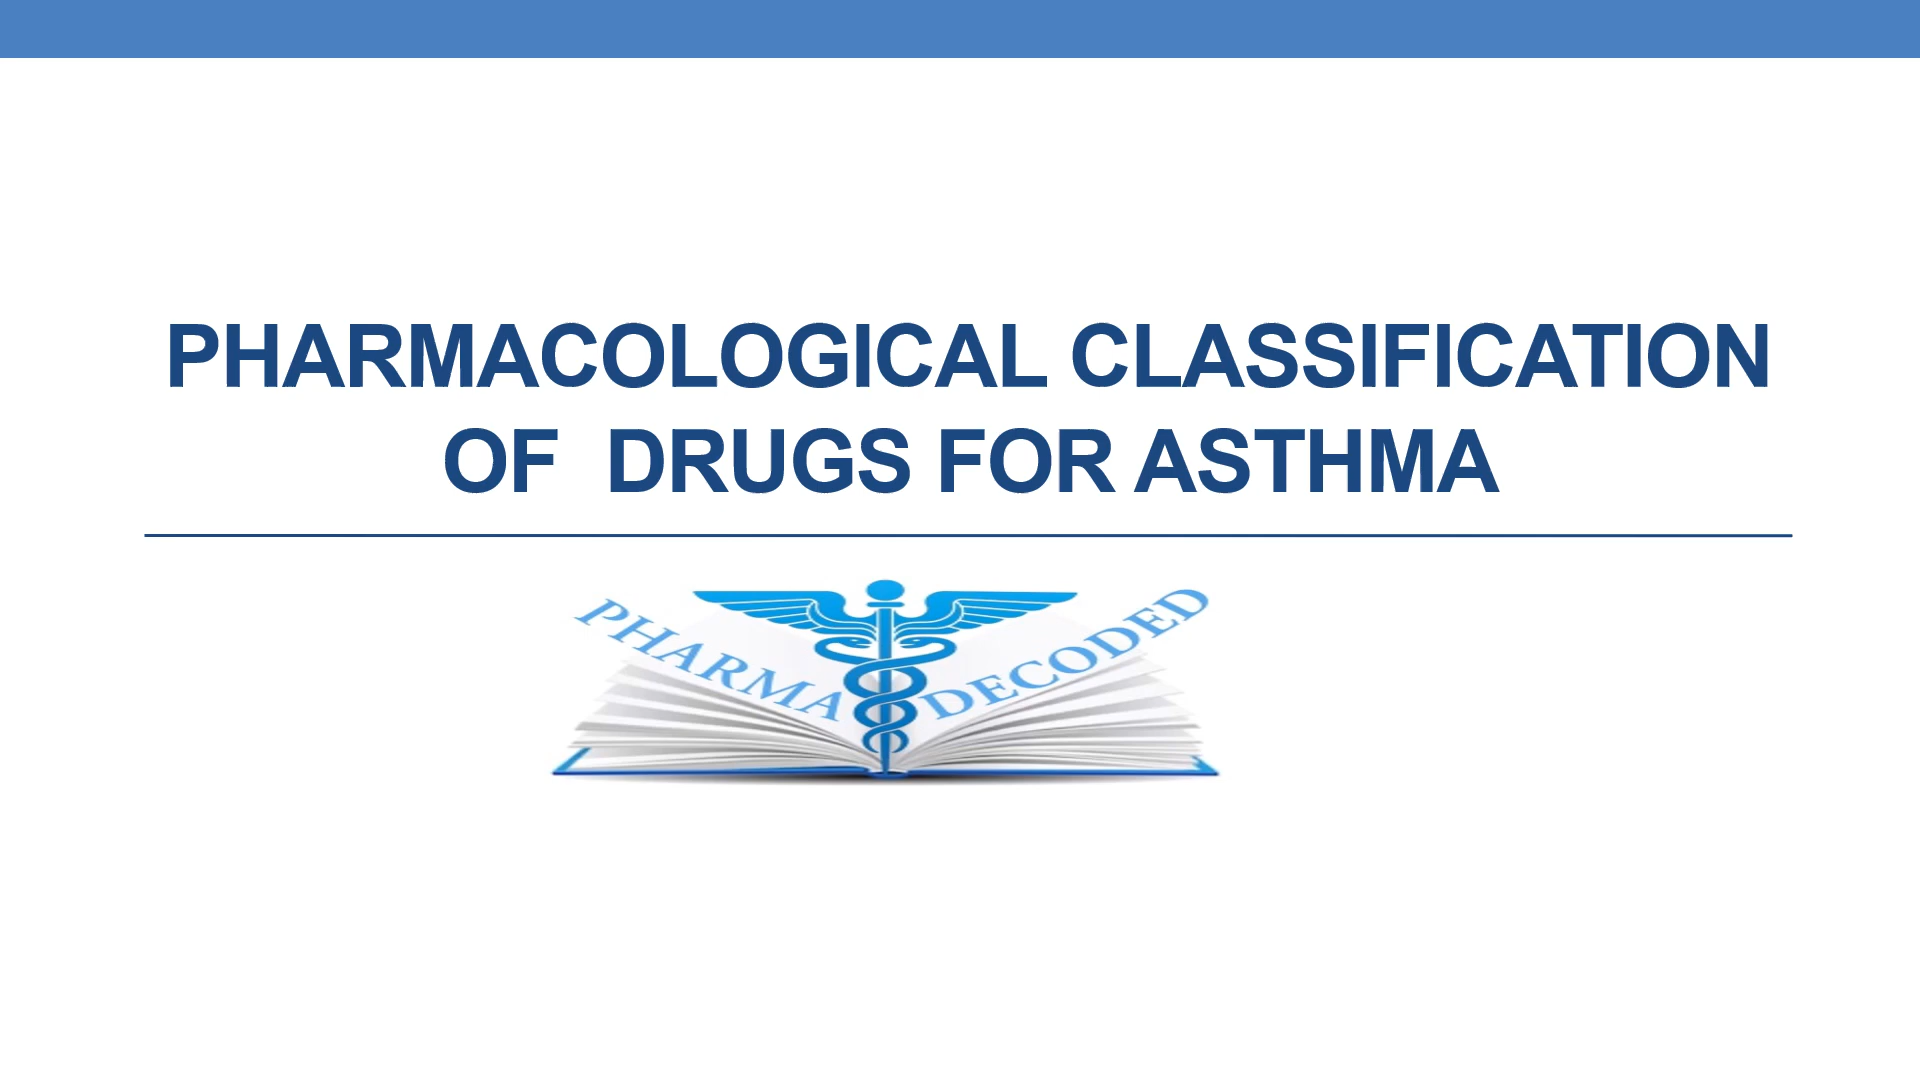 PHARMACOLOGICAL CLASSIFICATION
OF  DRUGS FOR ASTHMA
PHARMA DECODED